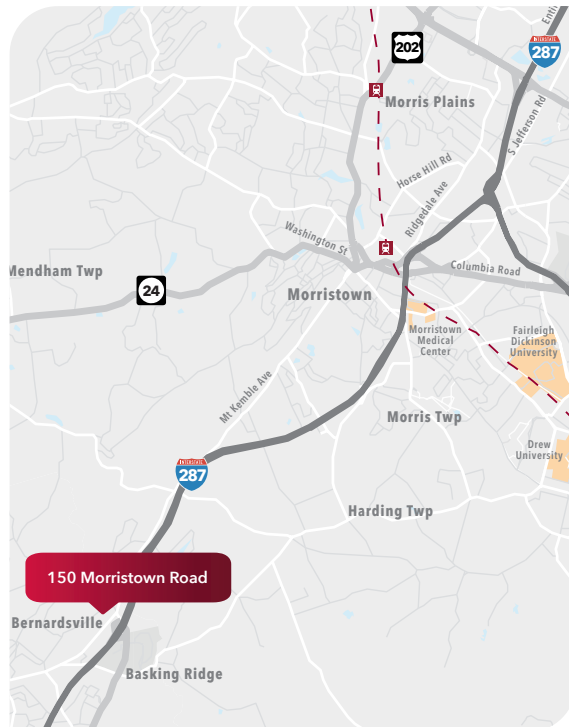 202
INTERSTATE
287
Morris Plains
S Jefferson Rd
Horse Hill Rd
Ridgedale Ave
Washington St
Mendham Twp
Columbia Road
24
Morristown
Morristown
Medical
Center
Fairleigh
Dickinson
University
Mt Kemble Ave
Morris Twp
Drew
University
INTERSTATE
287
Harding Twp
150 Morristown Road
Bernardsville
Basking Ridge